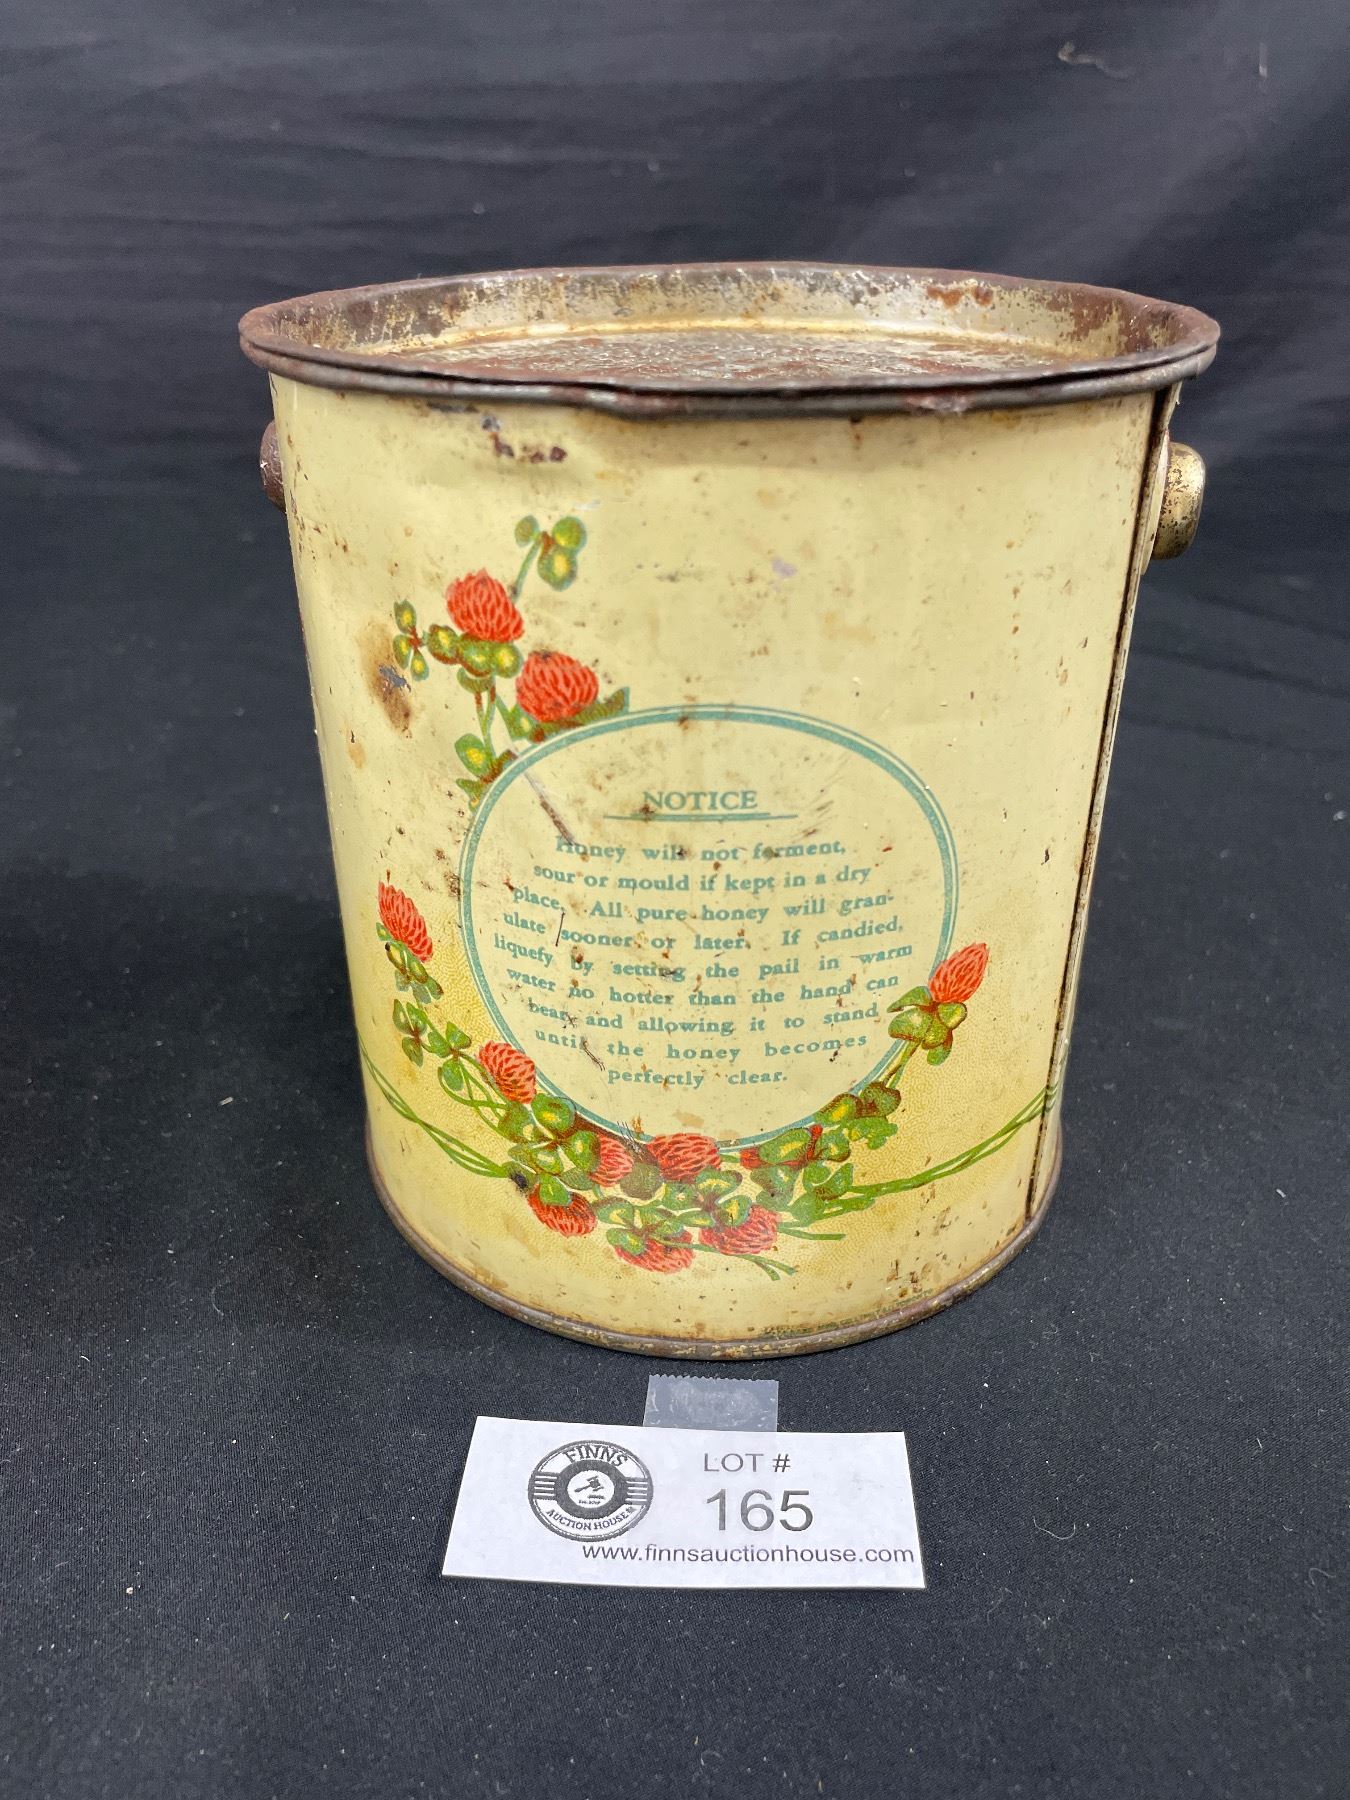 NOTICE
Honey will not ferment,
sour or mould if kept in a dry
place. All pure honey will gran-
ulate sooner or later. If candied,
liquefy by setting the pail in warm
water no hotter than the hand can
bear and allowing it to stand
until the honey becomes
perfectly clear.
FINNS
AUCTION HOUSE
LOT #
165
www.finnsauctionhouse.com